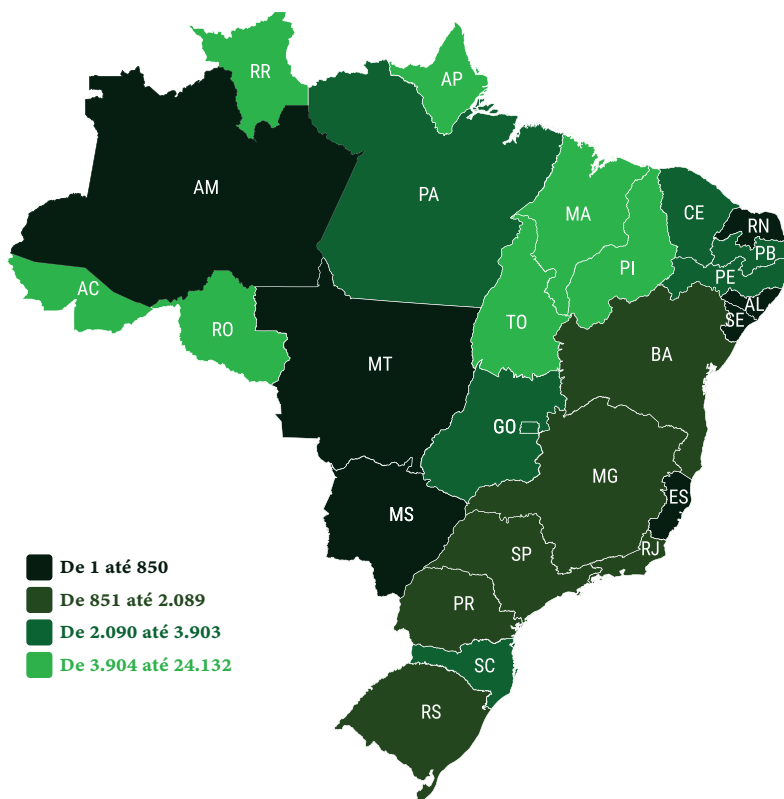 RR
AP
AM
PA
MA
CE
RN
PB
PI
PE
AC
AL
RO
TO
SE
BA
MT
GO
MG
ES
MS
RJ
SP
De 1 até 850
De 851 até 2.089
PR
De 2.090 até 3.903
De 3.904 até 24.132
SC
RS